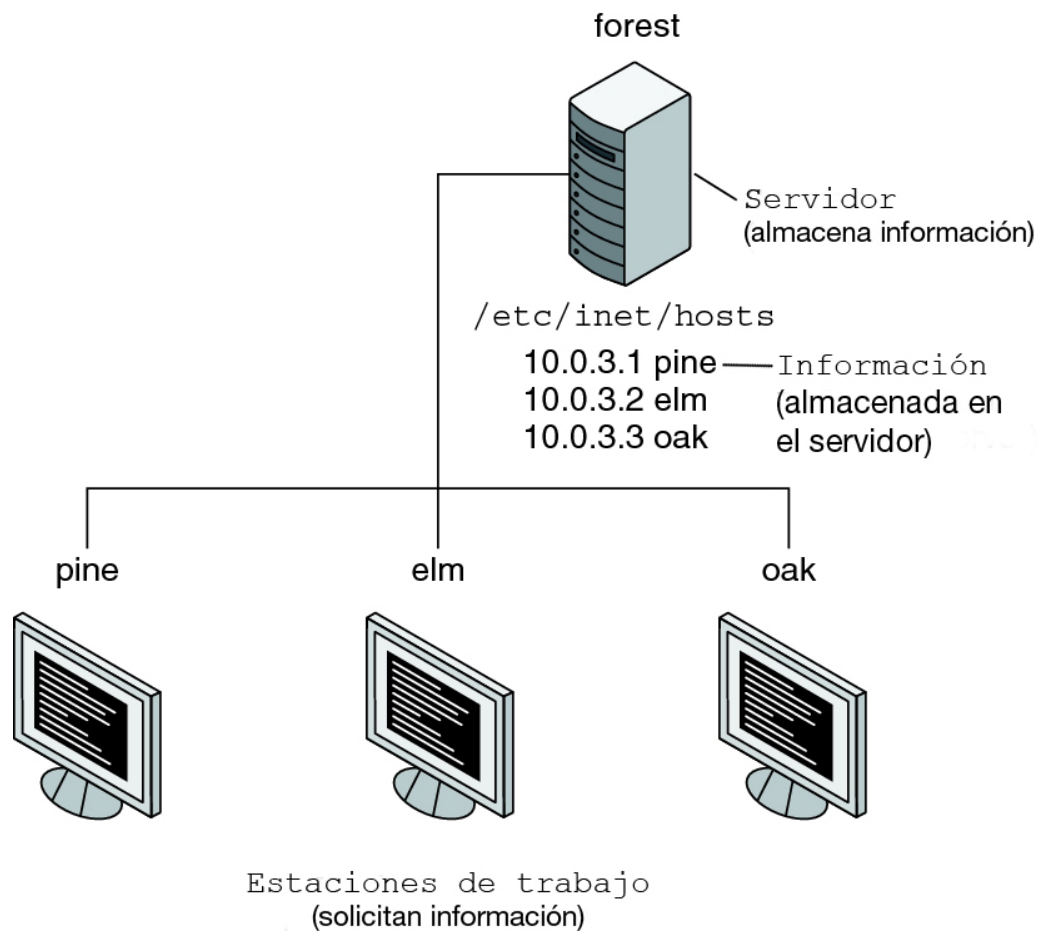 forest
Servidor
(almacena información)
/etc/inet/hosts
10.0.3.1 pine
10.0.3.2 elm
10.0.3.3 oak
Información
(almacenada en
el servidor)
pine
elm
oak
Estaciones de trabajo
(solicitan información)